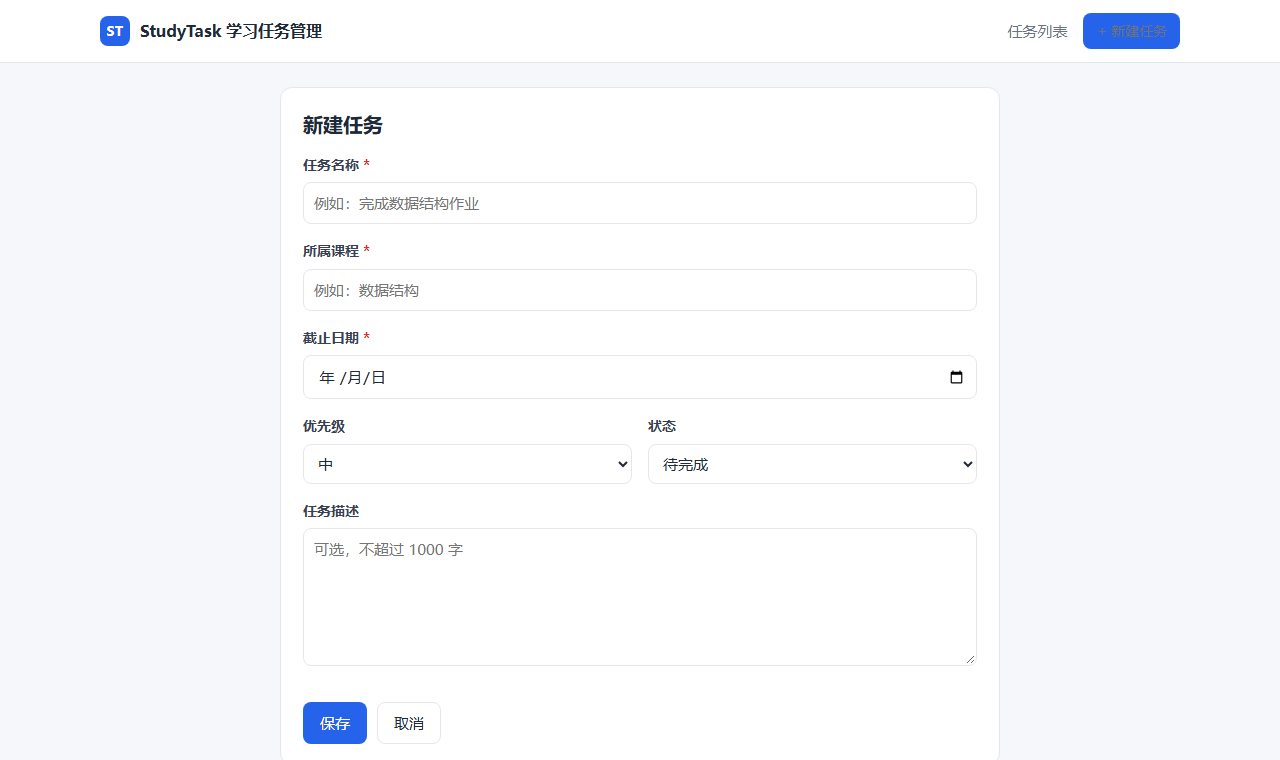 ST StudyTask 学习任务管理 任务列表 + 新建任务
新建任务
任务名称 *
例如：完成数据结构作业
所属课程 *
例如：数据结构
截止日期 *
年 /月/日
优先级 状态
中 待完成
任务描述
可选，不超过 1000 字
保存 取消